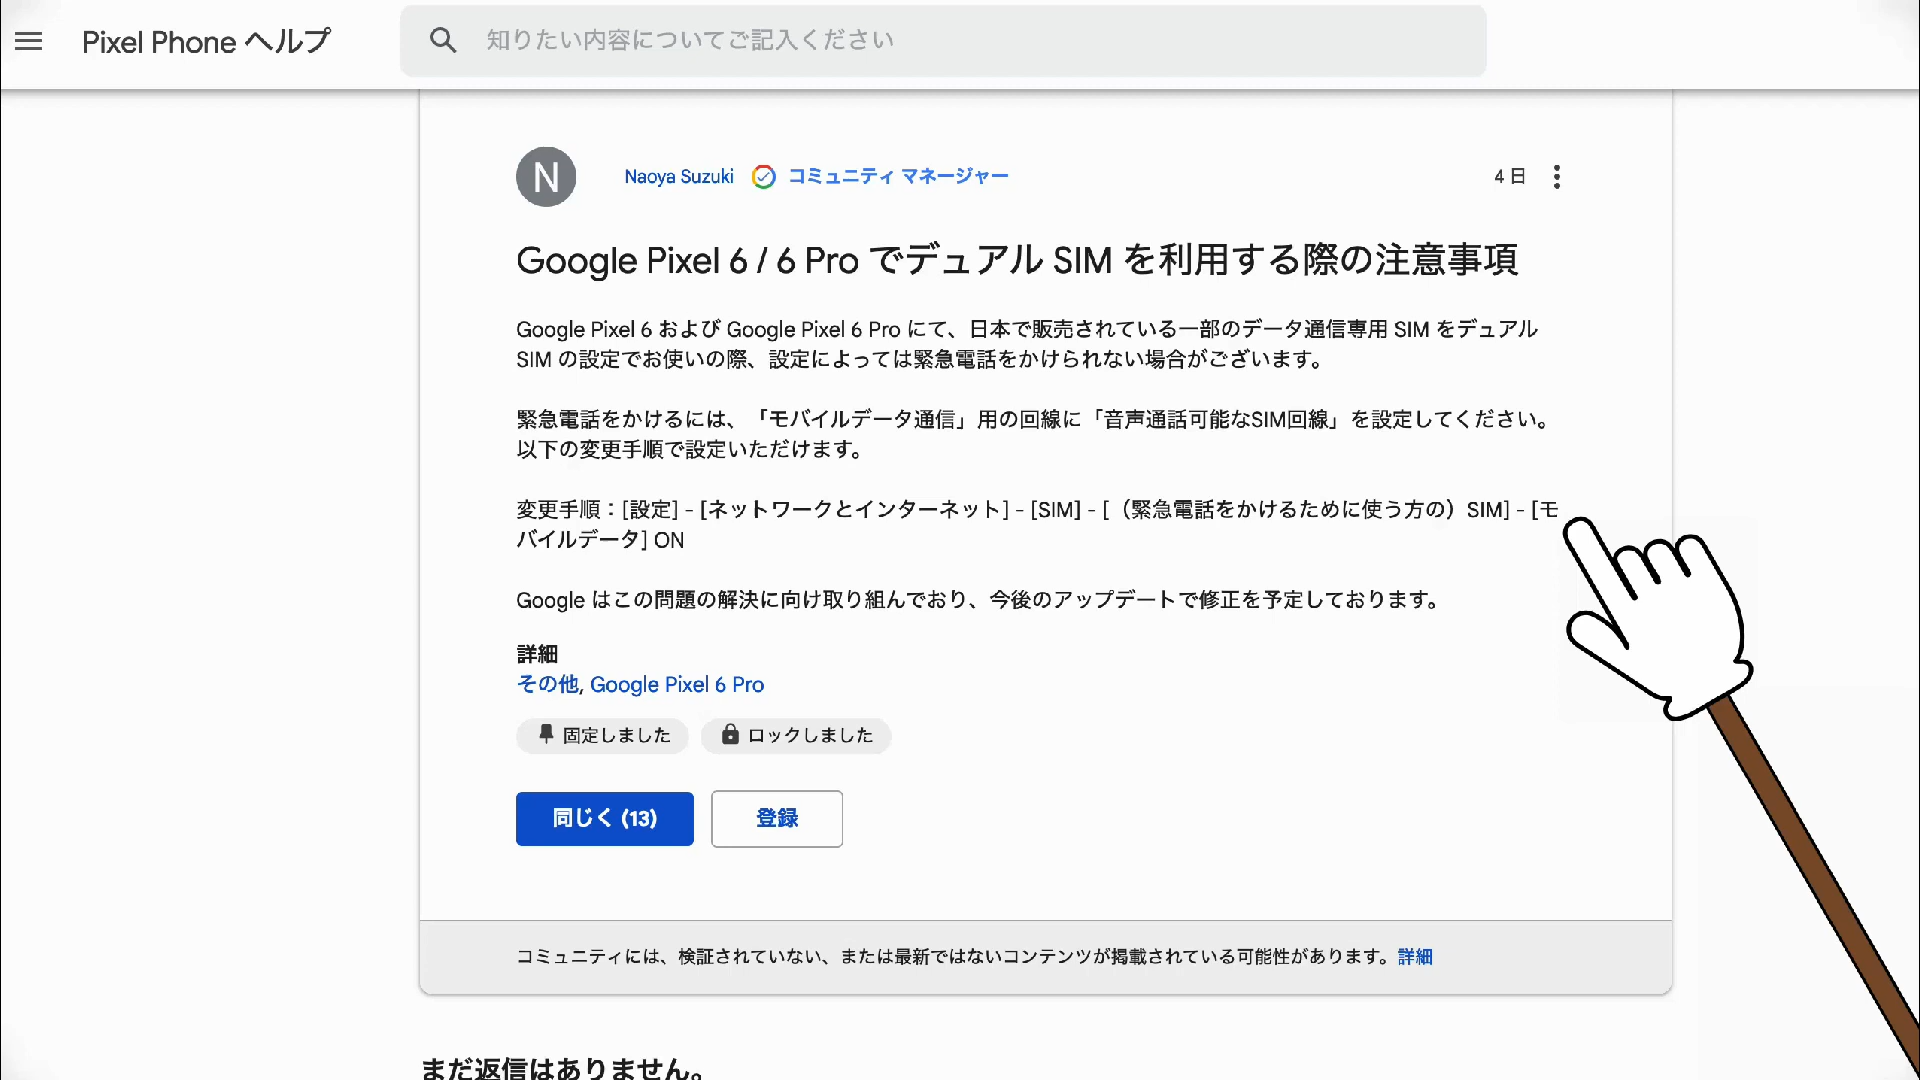 Pixel Phone ヘルプ
知りたい内容についてご記入ください
N
Naoya Suzuki コミュニティ マネージャー
4 日
Google Pixel 6 / 6 Pro でデュアル SIM を利用する際の注意事項
Google Pixel 6 および Google Pixel 6 Pro にて、日本で販売されている一部のデータ通信専用 SIM をデュアル
SIM の設定でお使いの際、設定によっては緊急電話をかけられない場合がございます。
緊急電話をかけるには、「モバイルデータ通信」用の回線に「音声通話可能なSIM回線」を設定してください。
以下の変更手順で設定いただけます。
変更手順：[設定] - [ネットワークとインターネット] - [SIM] - [（緊急電話をかけるために使う方の）SIM] - [モ
バイルデータ] ON
Google はこの問題の解決に向け取り組んでおり、今後のアップデートで修正を予定しております。
詳細
その他, Google Pixel 6 Pro
固定しました
ロックしました
同じく (13)
登録
コミュニティには、検証されていない、または最新ではないコンテンツが掲載されている可能性があります。詳細
まだ返信はありません。